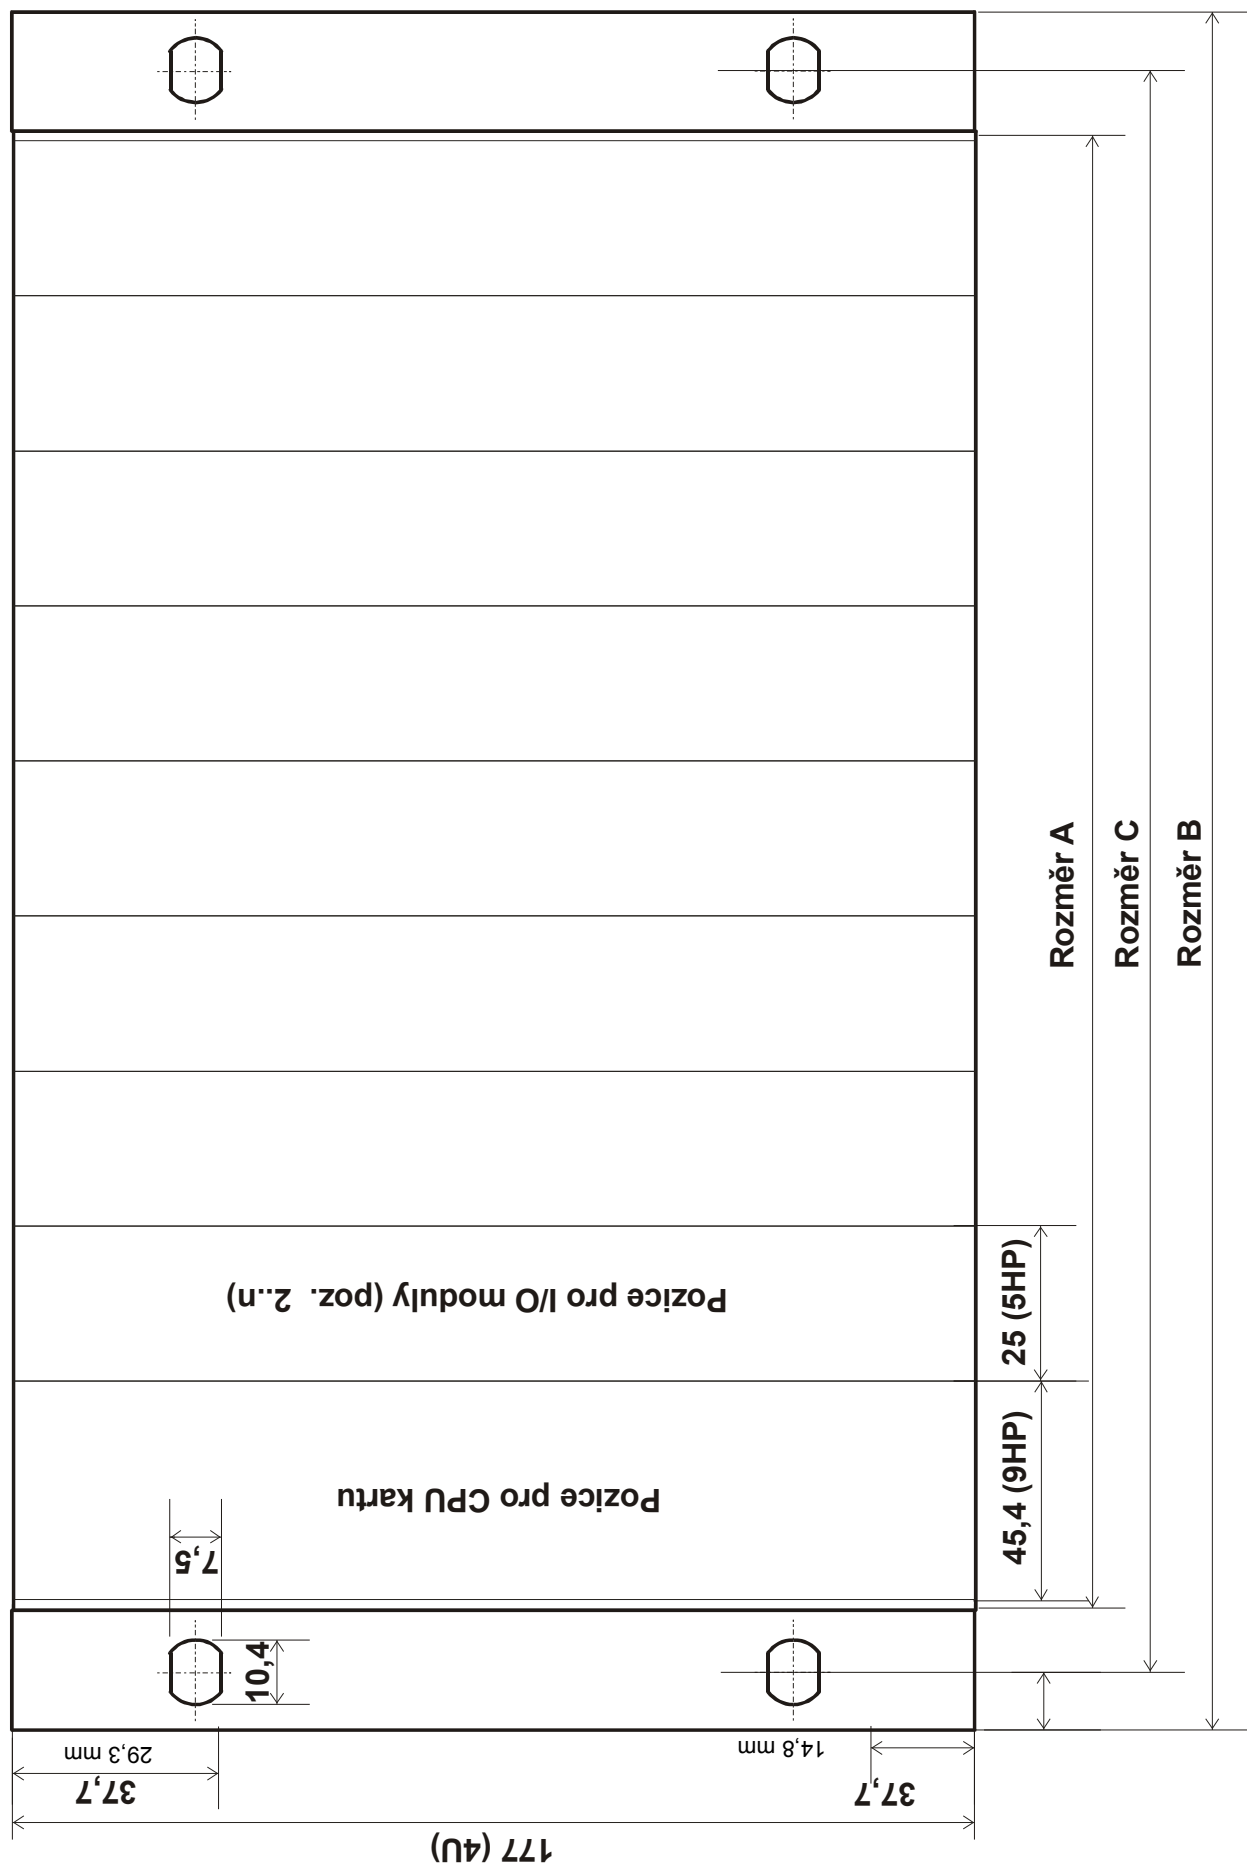 Rozměr A
Rozměr C
Rozměr B
Pozice pro I/O moduly (poz. 2..n)
25 (5HP)
Pozice pro CPU kartu
45,4 (9HP)
7,5
10,4
29,3 mm
37,7
14,8 mm
37,7
177 (4U)